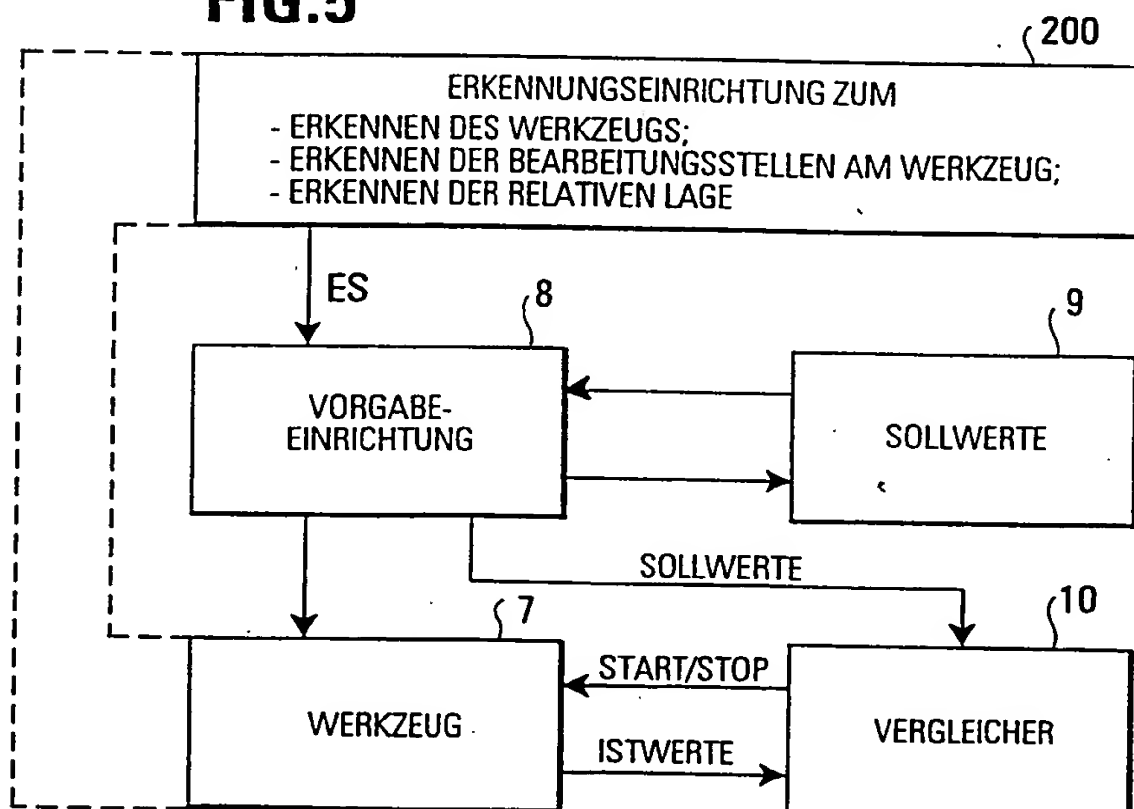 FIG.5
200
ERKENNUNGSEINRICHTUNG ZUM
- ERKENNEN DES WERKZEUGS;
- ERKENNEN DER BEARBEITUNGSSTELLEN AM WERKZEUG;
- ERKENNEN DER RELATIVEN LAGE
ES
8
9
VORGABE-
EINRICHTUNG
SOLLWERTE
SOLLWERTE
7
10
START/STOP
WERKZEUG
VERGLEICHER
ISTWERTE